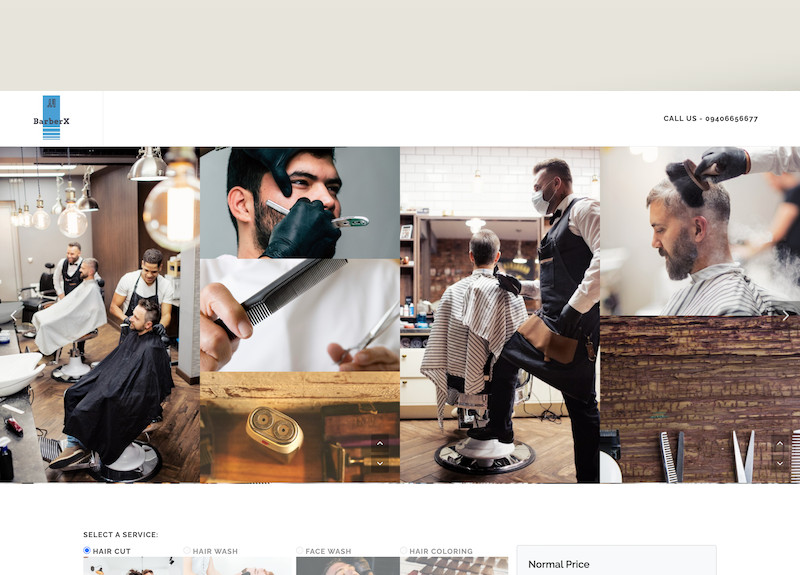 BarberX
CALL US - 09406656677
SELECT A SERVICE:
HAIR CUT
HAIR WASH
FACE WASH
HAIR COLORING
Normal Price